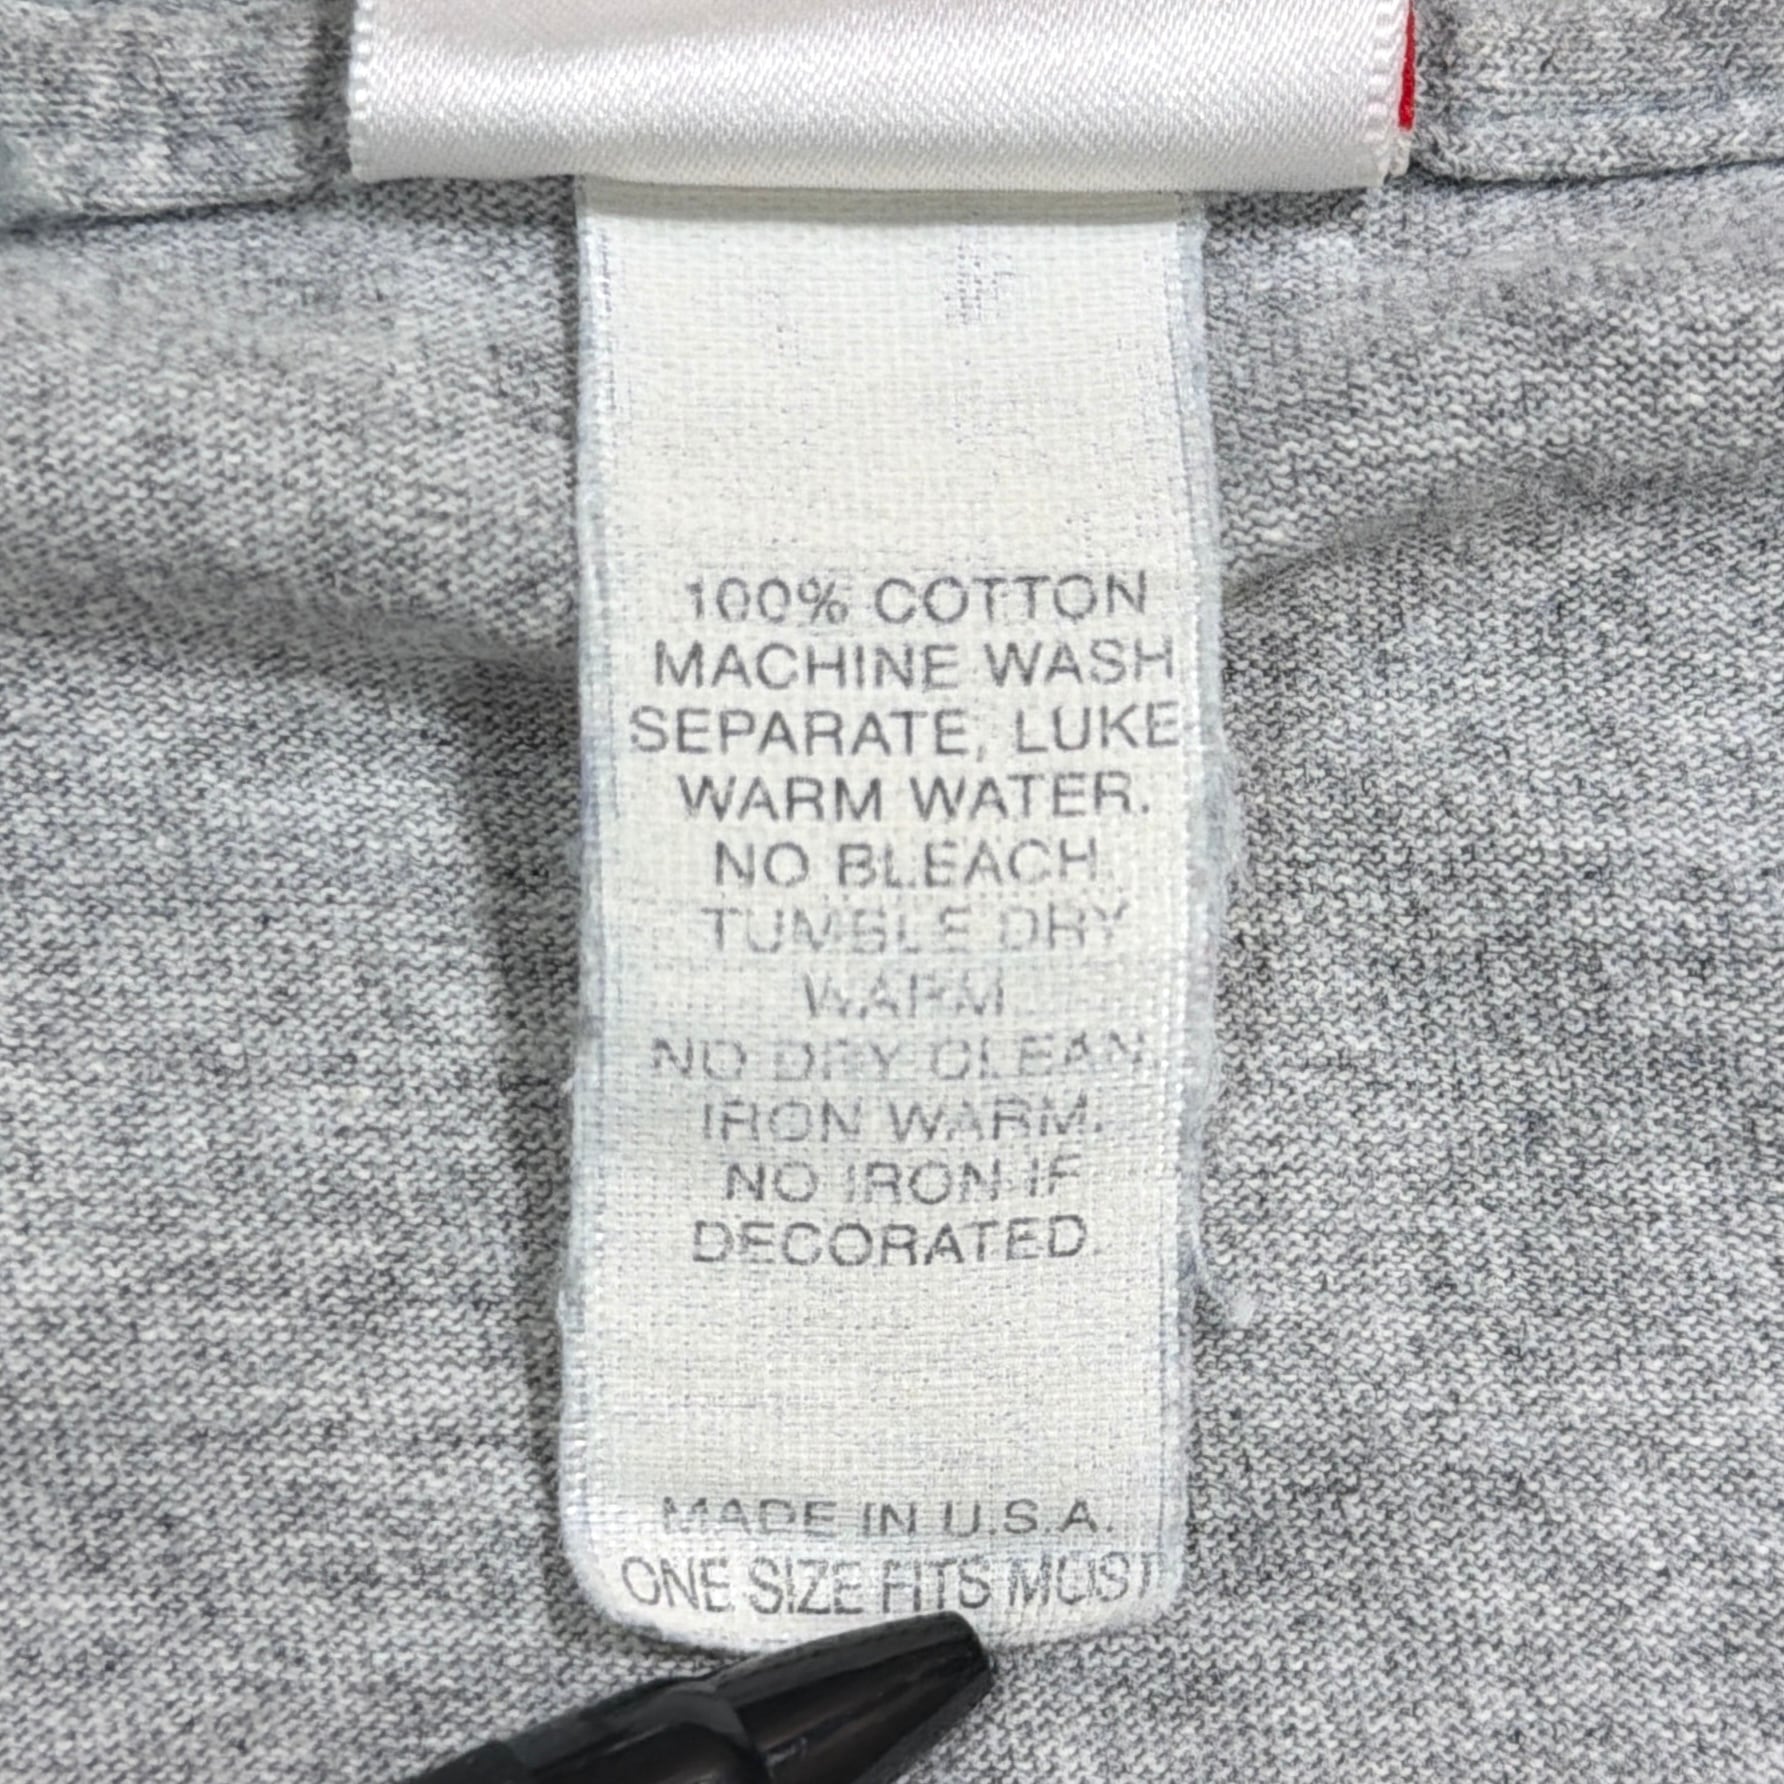 100% COTTON
MACHINE WASH
SEPARATE, LUKE
WARM WATER.
NO BLEACH.
TUMBLE DRY
WARM
NO DRY CLEAN
IRON WARM.
NO IRON IF
DECORATED.
MADE IN U.S.A.
ONE SIZE FITS MOST